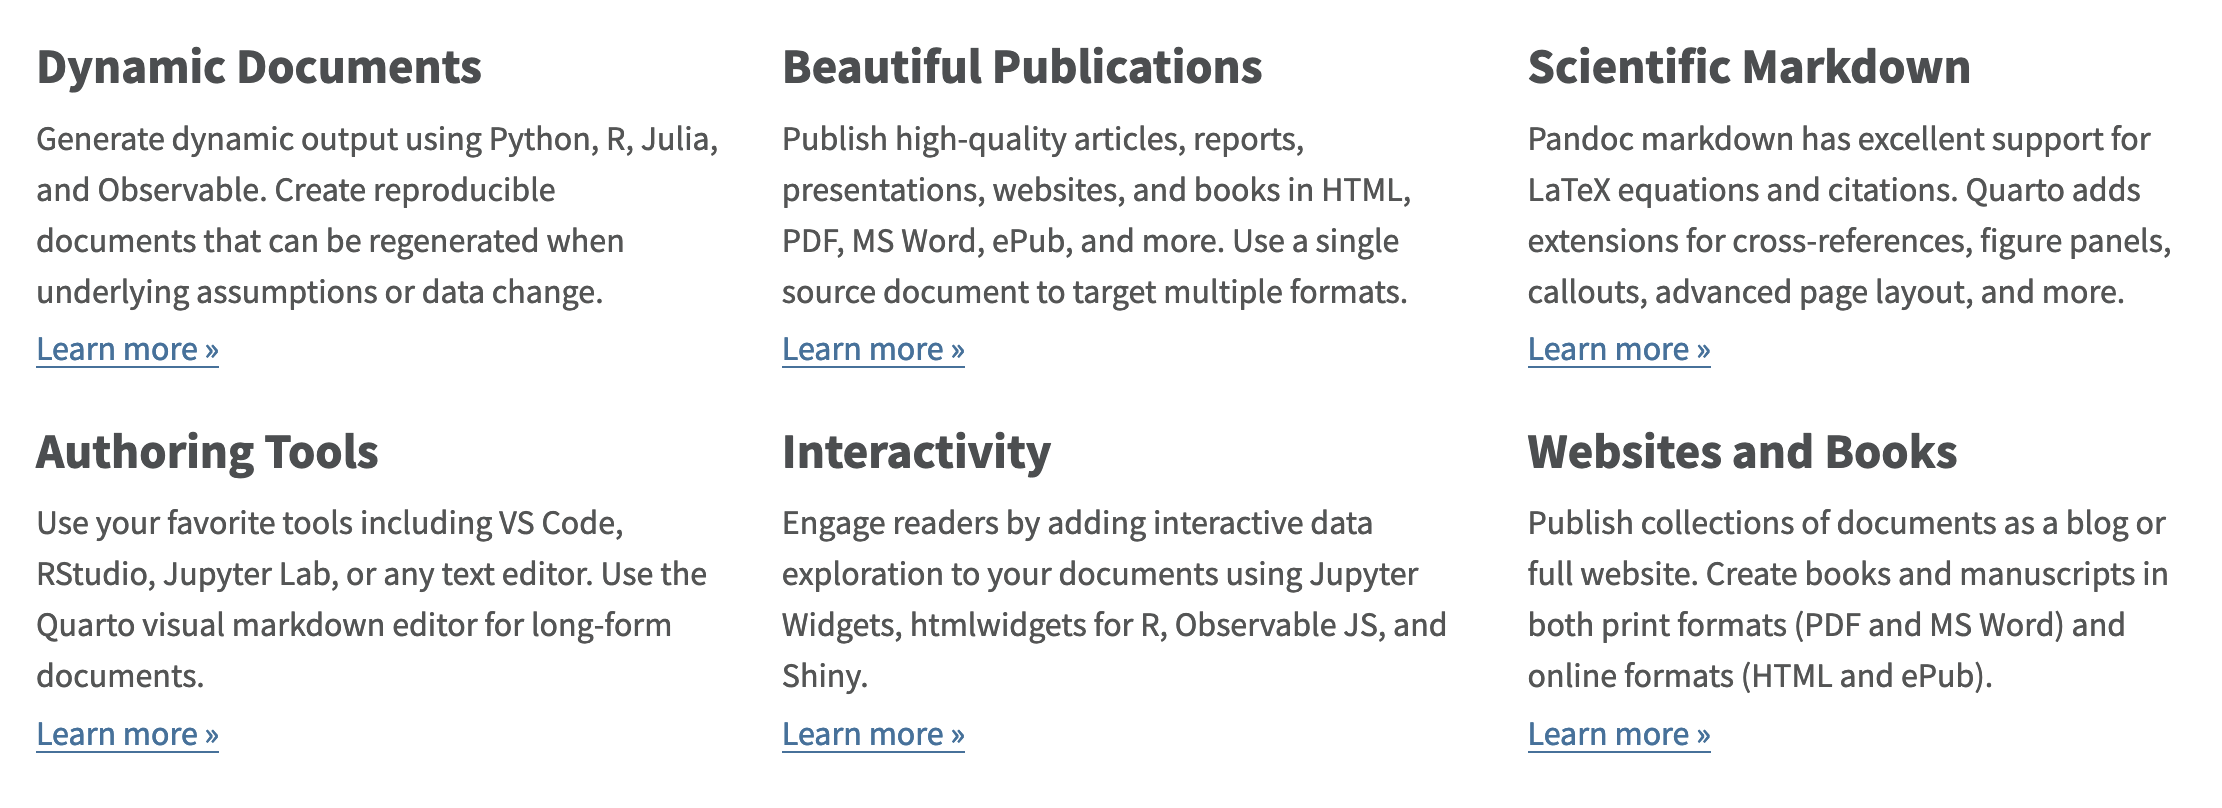 Dynamic Documents
Generate dynamic output using Python, R, Julia,
and Observable. Create reproducible
documents that can be regenerated when
underlying assumptions or data change.
Learn more »
Beautiful Publications
Publish high-quality articles, reports,
presentations, websites, and books in HTML,
PDF, MS Word, ePub, and more. Use a single
source document to target multiple formats.
Learn more »
Scientific Markdown
Pandoc markdown has excellent support for
LaTeX equations and citations. Quarto adds
extensions for cross-references, figure panels,
callouts, advanced page layout, and more.
Learn more »
Authoring Tools
Use your favorite tools including VS Code,
RStudio, Jupyter Lab, or any text editor. Use the
Quarto visual markdown editor for long-form
documents.
Learn more »
Interactivity
Engage readers by adding interactive data
exploration to your documents using Jupyter
Widgets, htmlwidgets for R, Observable JS, and
Shiny.
Learn more »
Websites and Books
Publish collections of documents as a blog or
full website. Create books and manuscripts in
both print formats (PDF and MS Word) and
online formats (HTML and ePub).
Learn more »